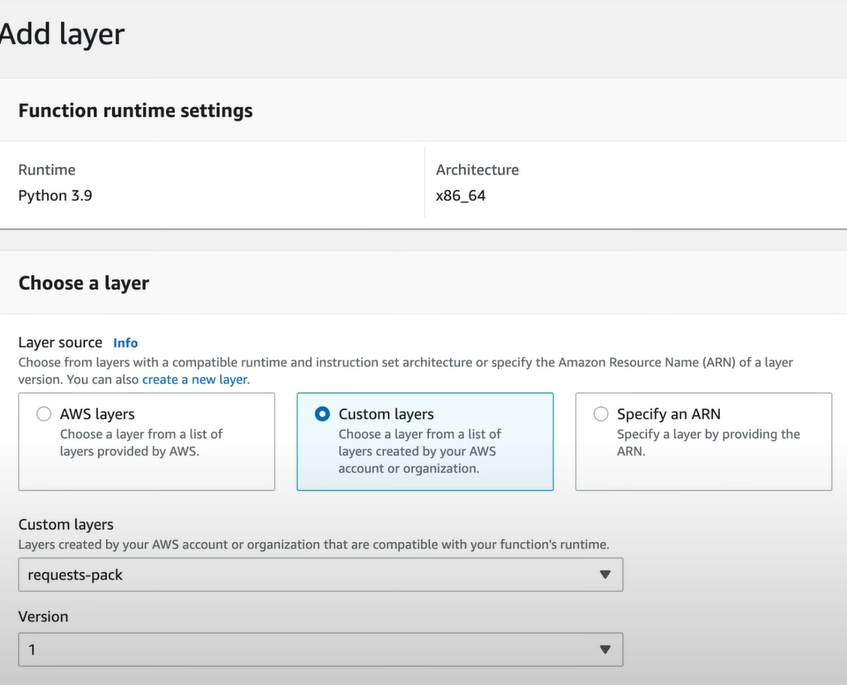 Add layer
Function runtime settings
Runtime
Python 3.9
Architecture
x86_64
Choose a layer
Layer source Info
Choose from layers with a compatible runtime and instruction set architecture or specify the Amazon Resource Name (ARN) of a layer
version. You can also create a new layer.
AWS layers
Choose a layer from a list of
layers provided by AWS.
Custom layers
Choose a layer from a list of
layers created by your AWS
account or organization.
Specify an ARN
Specify a layer by providing the
ARN.
Custom layers
Layers created by your AWS account or organization that are compatible with your function's runtime.
requests-pack
Version
1